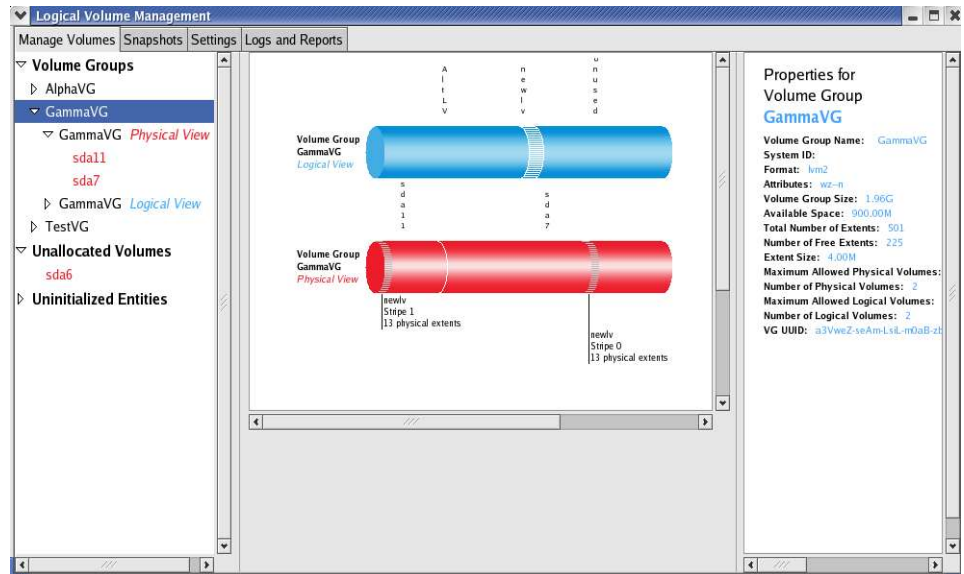 Logical Volume Management
Manage Volumes Snapshots Settings Logs and Reports
Volume Groups
AlphaVG
GammaVG
GammaVG Physical View
sda11
sda7
GammaVG Logical View
TestVG
Unallocated Volumes
sda6
Uninitialized Entities
AltLV
newlv
unused
Volume Group
GammaVG
Logical View
sda11
sda7
Volume Group
GammaVG
Physical View
newlv
Stripe 1
13 physical extents
newlv
Stripe 0
13 physical extents
Properties for
Volume Group
GammaVG
Volume Group Name: GammaVG
System ID:
Format: lvm2
Attributes: wz--n
Volume Group Size: 1.96G
Available Space: 900.00M
Total Number of Extents: 501
Number of Free Extents: 225
Extent Size: 4.00M
Maximum Allowed Physical Volumes:
Number of Physical Volumes: 2
Maximum Allowed Logical Volumes:
Number of Logical Volumes: 2
VG UUID: a3VweZ-seAm-LsiL-m0aB-